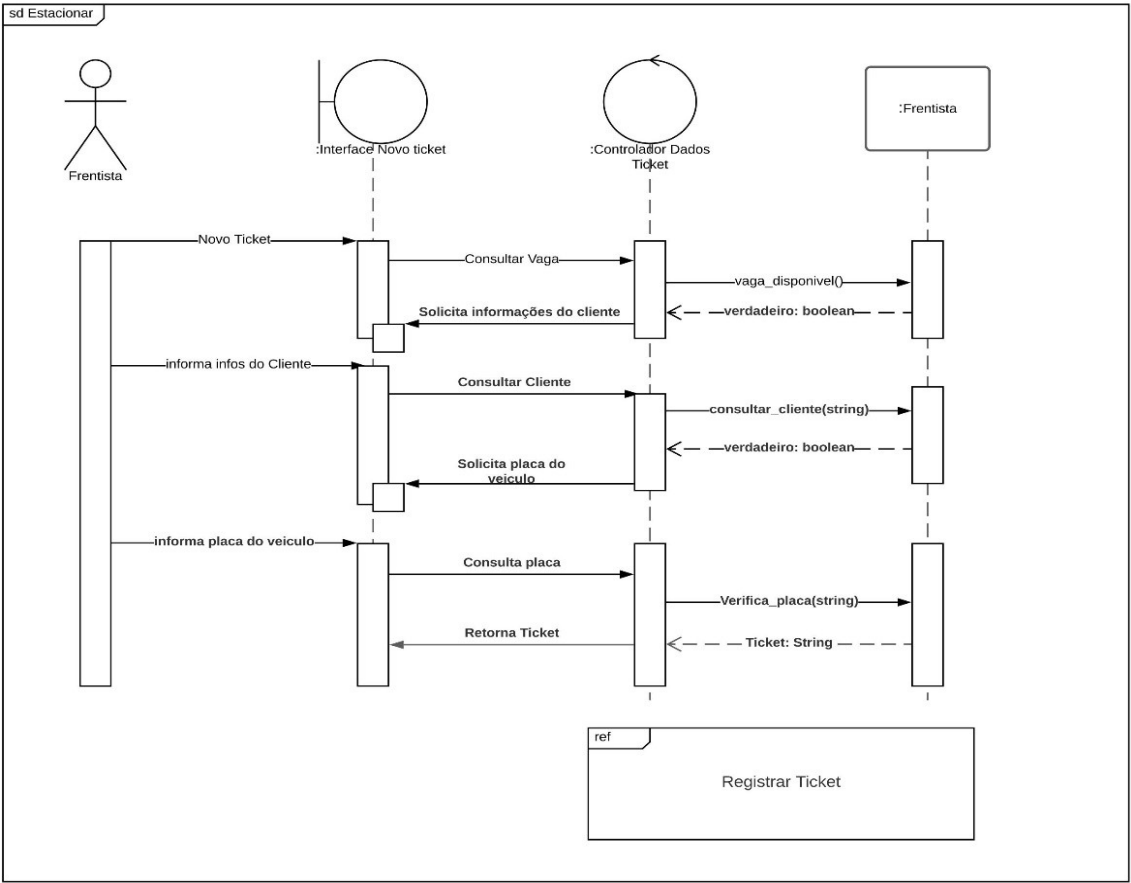 sd Estacionar
:Frentista
:Interface Novo ticket
:Controlador Dados
Ticket
Frentista
Novo Ticket
Consultar Vaga
vaga_disponivel()
Solicita informações do cliente
verdadeiro: boolean
informa infos do Cliente
Consultar Cliente
consultar_cliente(string)
verdadeiro: boolean
Solicita placa do
veiculo
informa placa do veiculo
Consulta placa
Verifica_placa(string)
Retorna Ticket
Ticket: String
ref
Registrar Ticket